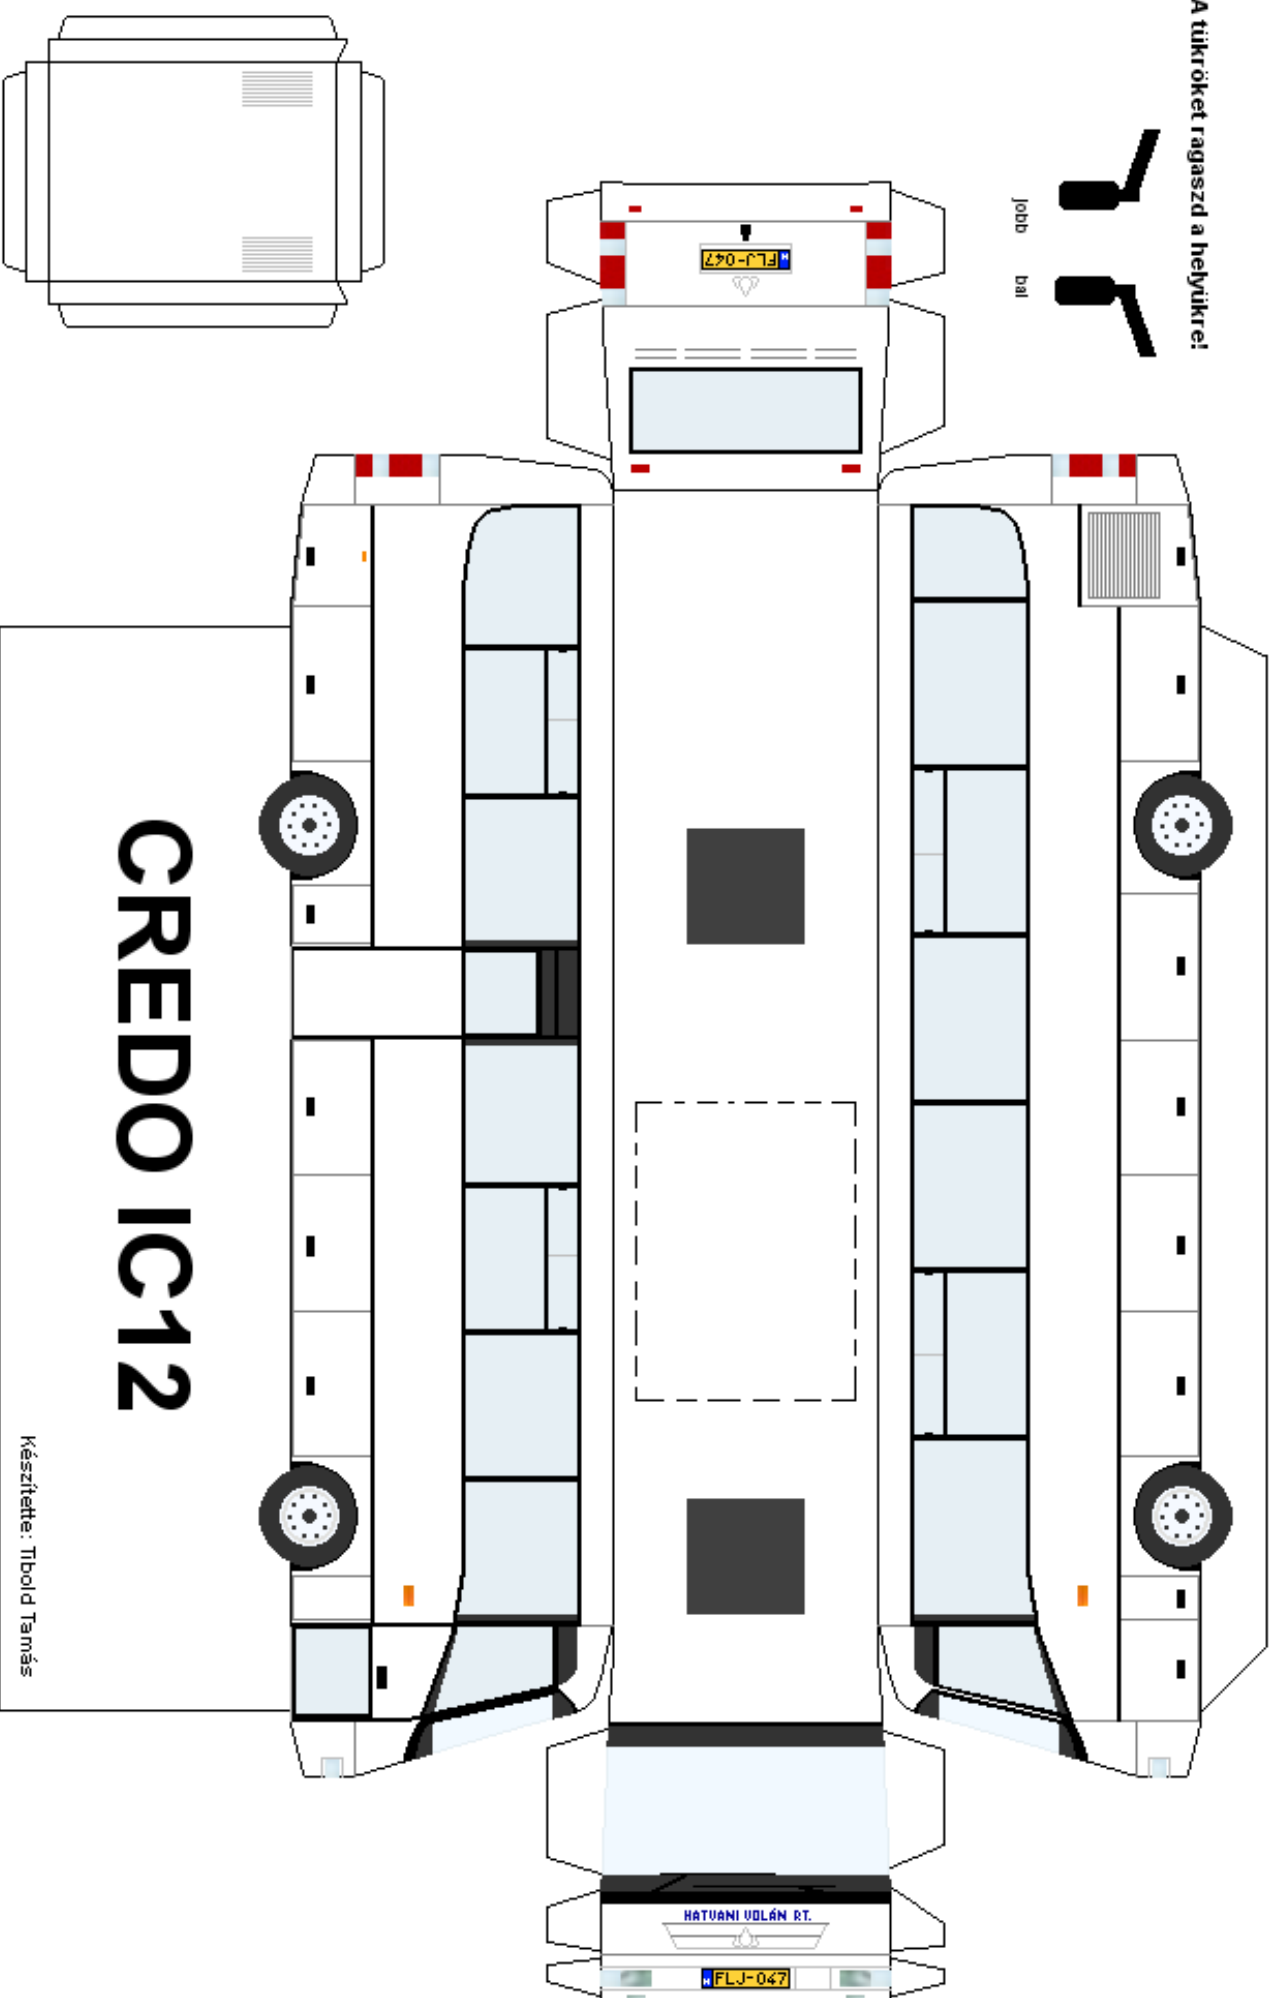 A tükröket ragaszd a helyükre!
jobb
bal
FLJ-047
CREDO IC12
Készítette: Tibold Tamás
HATVANI VOLÁN RT.
H FLJ-047